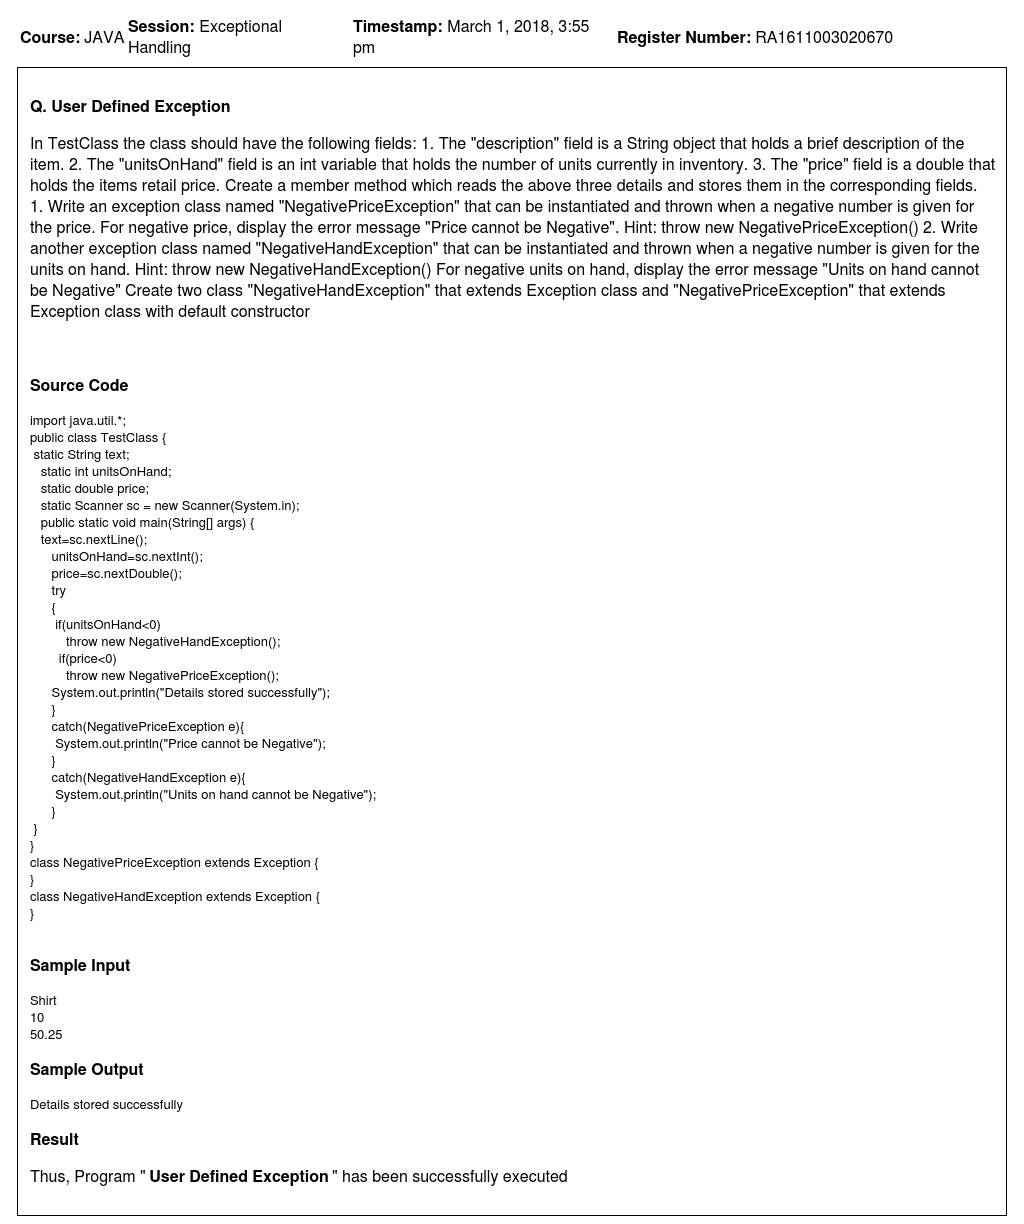 Course: JAVA Session: Exceptional Handling Timestamp: March 1, 2018, 3:55 pm Register Number: RA1611003020670
Q. User Defined Exception
In TestClass the class should have the following fields: 1. The "description" field is a String object that holds a brief description of the
item. 2. The "unitsOnHand" field is an int variable that holds the number of units currently in inventory. 3. The "price" field is a double that
holds the items retail price. Create a member method which reads the above three details and stores them in the corresponding fields.
1. Write an exception class named "NegativePriceException" that can be instantiated and thrown when a negative number is given for
the price. For negative price, display the error message "Price cannot be Negative". Hint: throw new NegativePriceException() 2. Write
another exception class named "NegativeHandException" that can be instantiated and thrown when a negative number is given for the
units on hand. Hint: throw new NegativeHandException() For negative units on hand, display the error message "Units on hand cannot
be Negative" Create two class "NegativeHandException" that extends Exception class and "NegativePriceException" that extends
Exception class with default constructor
Source Code
import java.util.*;
public class TestClass {
static String text;
static int unitsOnHand;
static double price;
static Scanner sc = new Scanner(System.in);
public static void main(String[] args) {
text=sc.nextLine();
unitsOnHand=sc.nextInt();
price=sc.nextDouble();
try
{
if(unitsOnHand<0)
throw new NegativeHandException();
if(price<0)
throw new NegativePriceException();
System.out.println("Details stored successfully");
}
catch(NegativePriceException e){
System.out.println("Price cannot be Negative");
}
catch(NegativeHandException e){
System.out.println("Units on hand cannot be Negative");
}
}
}
class NegativePriceException extends Exception {
}
class NegativeHandException extends Exception {
}
Sample Input
Shirt
10
50.25
Sample Output
Details stored successfully
Result
Thus, Program " User Defined Exception " has been successfully executed